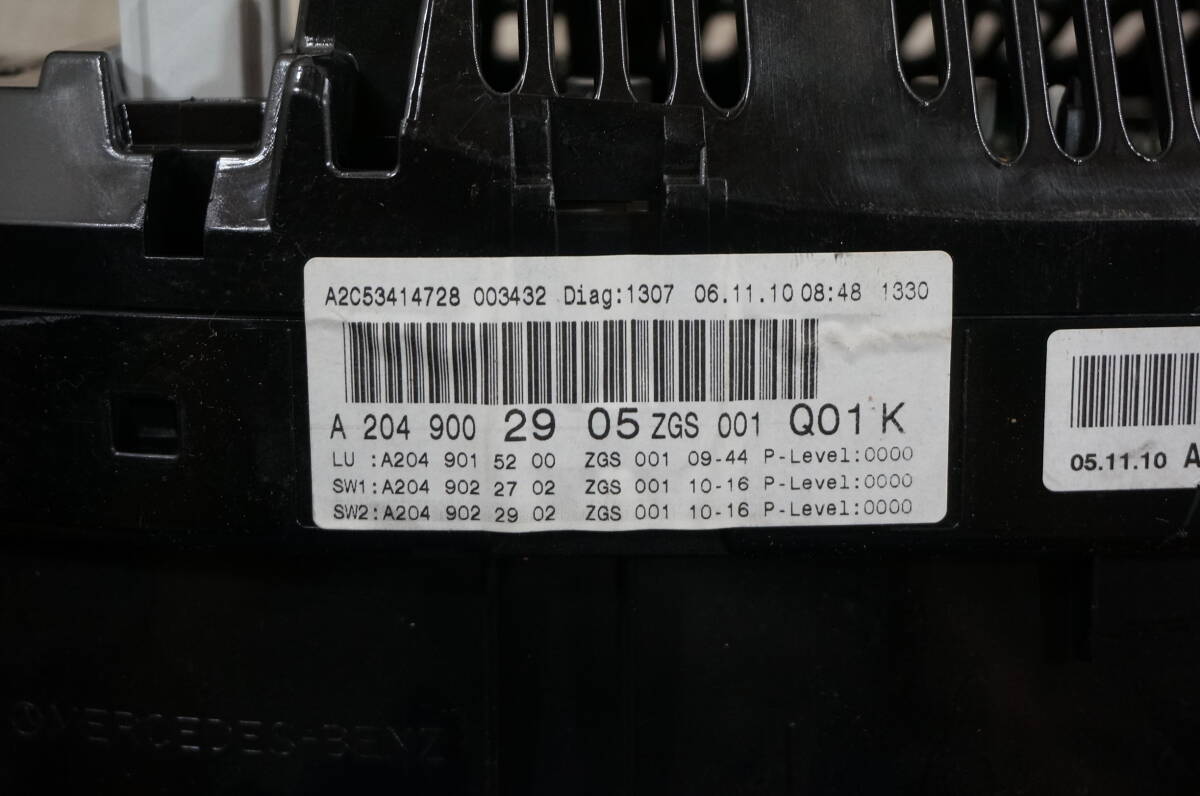 A2C53414728 003432 Diag:1307 06.11.10 08:48 1330
A 204 900 29 05 ZGS 001 Q01 K
LU :A204 901 52 00 ZGS 001 09-44 P-Level:0000
SW1:A204 902 27 02 ZGS 001 10-16 P-Level:0000
SW2:A204 902 29 02 ZGS 001 10-16 P-Level:0000
05.11.10 A
MERCEDES-BENZ